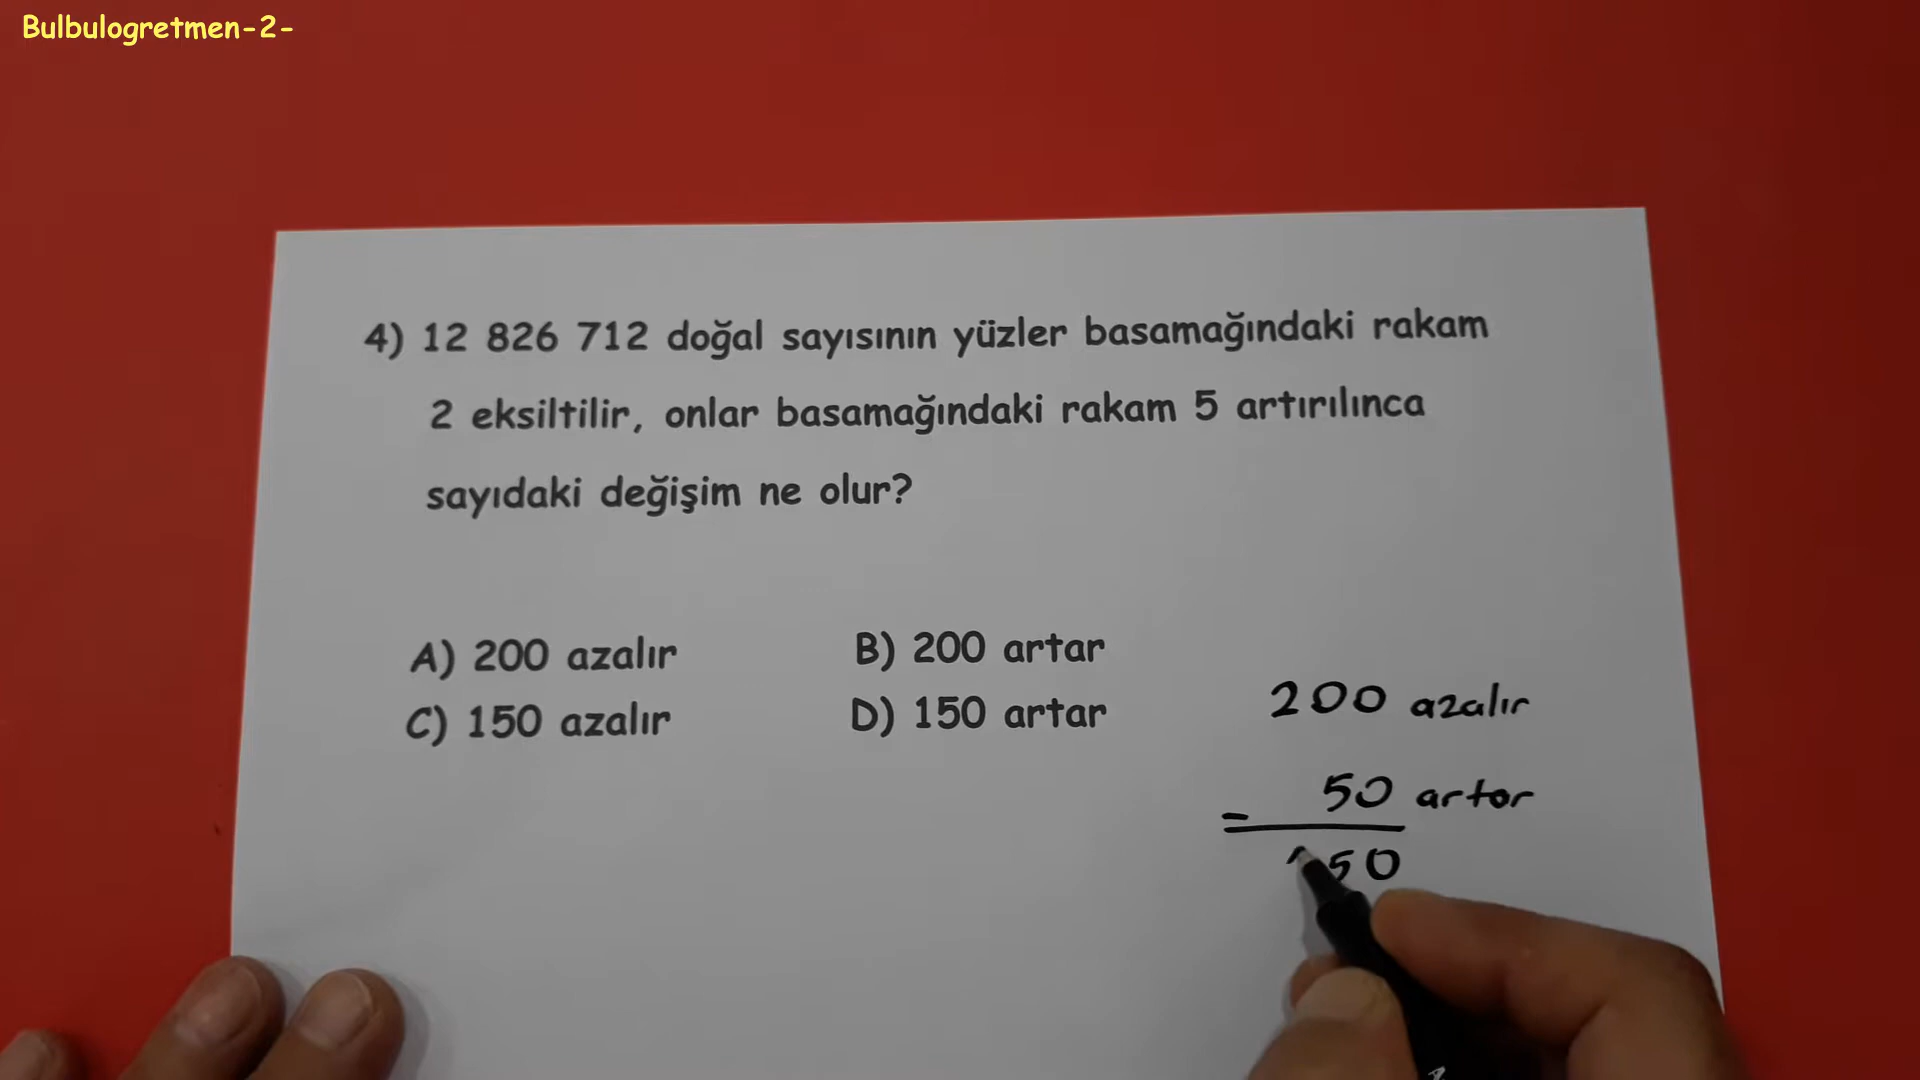 Bulbulogretmen-2-
4) 12 826 712 doğal sayısının yüzler basamağındaki rakam
2 eksiltilir, onlar basamağındaki rakam 5 artırılınca
sayıdaki değişim ne olur?
A) 200 azalır B) 200 artar
C) 150 azalır D) 150 artar
200 azalır
= 50 artar
150